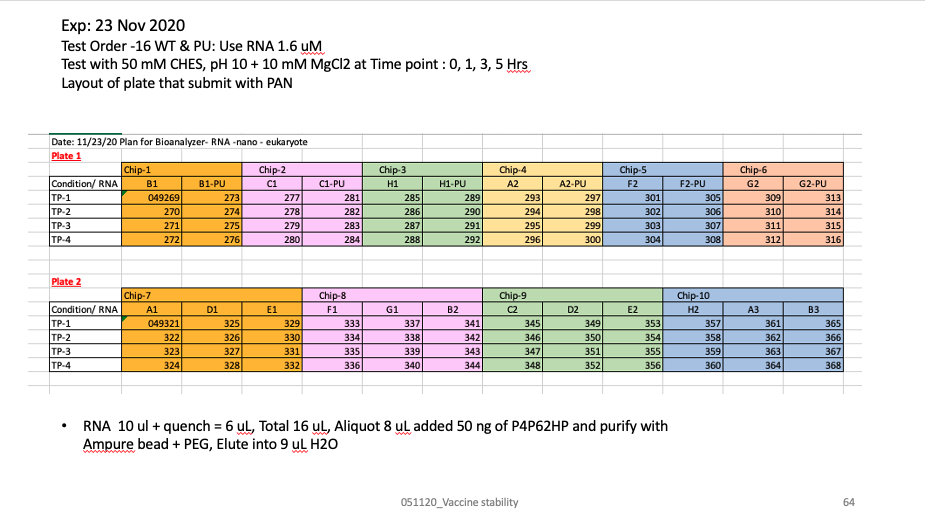 Exp: 23 Nov 2020
Test Order -16 WT & PU: Use RNA 1.6 uM
Test with 50 mM CHES, pH 10 + 10 mM MgCl2 at Time point : 0, 1, 3, 5 Hrs
Layout of plate that submit with PAN
Date: 11/23/20 Plan for Bioanalyzer- RNA -nano - eukaryote
Plate 1
Chip-1 Chip-2 Chip-3 Chip-4 Chip-5 Chip-6
Condition/ RNA B1 B1-PU C1 C1-PU H1 H1-PU A2 A2-PU F2 F2-PU G2 G2-PU
TP-1 049269 273 277 281 285 289 293 297 301 305 309 313
TP-2 270 274 278 282 286 290 294 298 302 306 310 314
TP-3 271 275 279 283 287 291 295 299 303 307 311 315
TP-4 272 276 280 284 288 292 296 300 304 308 312 316
Plate 2
Chip-7 Chip-8 Chip-9 Chip-10
Condition/ RNA A1 D1 E1 F1 G1 B2 C2 D2 E2 H2 A3 B3
TP-1 049321 325 329 333 337 341 345 349 353 357 361 365
TP-2 322 326 330 334 338 342 346 350 354 358 362 366
TP-3 323 327 331 335 339 343 347 351 355 359 363 367
TP-4 324 328 332 336 340 344 348 352 356 360 364 368
• RNA 10 ul + quench = 6 uL, Total 16 uL, Aliquot 8 uL added 50 ng of P4P62HP and purify with
Ampure bead + PEG, Elute into 9 uL H2O
051120_Vaccine stability
64